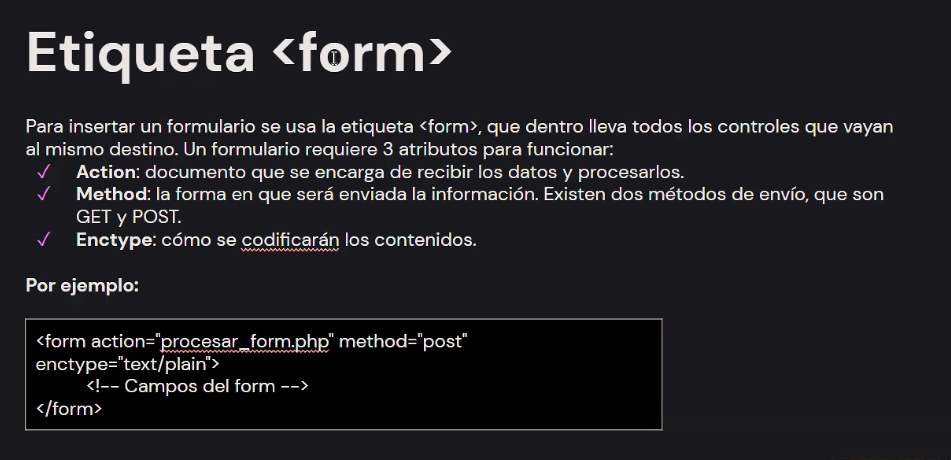 Etiqueta <form>
Para insertar un formulario se usa la etiqueta <form>, que dentro lleva todos los controles que vayan
al mismo destino. Un formulario requiere 3 atributos para funcionar:
✓ Action: documento que se encarga de recibir los datos y procesarlos.
✓ Method: la forma en que será enviada la información. Existen dos métodos de envío, que son
GET y POST.
✓ Enctype: cómo se codificarán los contenidos.
Por ejemplo:
<form action="procesar_form.php" method="post"
enctype="text/plain">
<!-- Campos del form -->
</form>